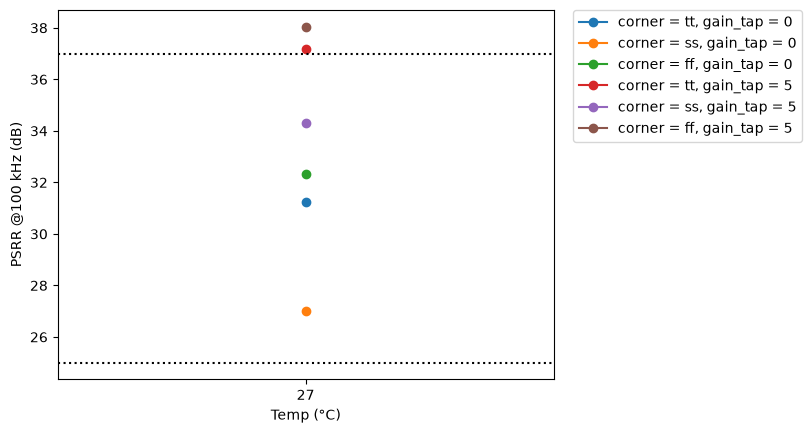 38
36
34
32
30
28
26
PSRR @100 kHz (dB)
27
Temp (°C)
corner = tt, gain_tap = 0
corner = ss, gain_tap = 0
corner = ff, gain_tap = 0
corner = tt, gain_tap = 5
corner = ss, gain_tap = 5
corner = ff, gain_tap = 5